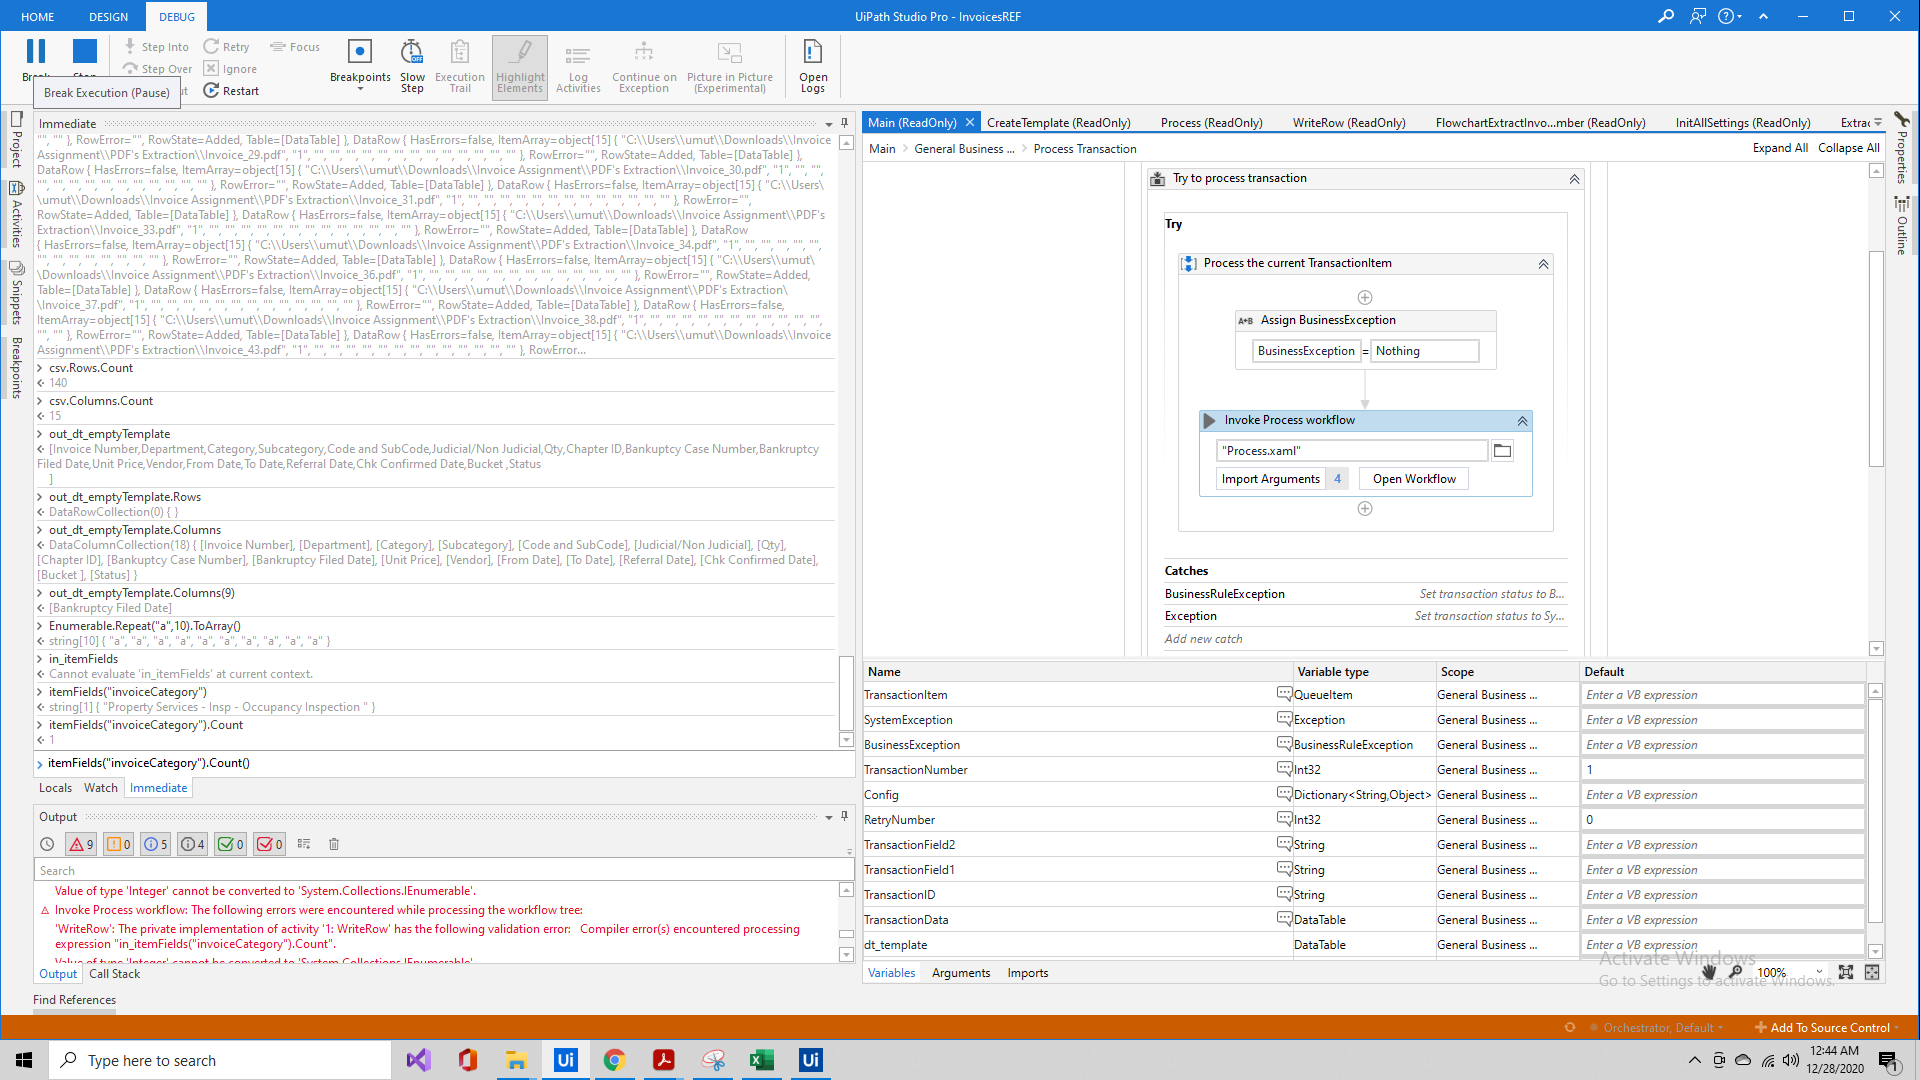 HOME DESIGN DEBUG
UiPath Studio Pro - InvoicesREF
Step Into Retry Focus
Step Over Ignore
Restart
Break Execution (Pause)
Breakpoints
Slow Step
Execution Trail
Highlight Elements
Log Activities
Continue on Exception
Picture in Picture (Experimental)
Open Logs
Project
Activities
Snippets
Breakpoints
Immediate
"", "" }, RowError="", RowState=Added, Table=[DataTable] }, DataRow { HasErrors=false, ItemArray=object[15] { "C:\\Users\\umut\\Downloads\\Invoice
Assignment\\PDF's Extraction\\Invoice_29.pdf", "1", "", "", "", "", "", "", "", "", "", "", "", "", "" }, RowError="", RowState=Added, Table=[DataTable] },
DataRow { HasErrors=false, ItemArray=object[15] { "C:\\Users\\umut\\Downloads\\Invoice Assignment\\PDF's Extraction\\Invoice_30.pdf", "1", "", "",
"", "", "", "", "", "", "", "", "", "", "" }, RowError="", RowState=Added, Table=[DataTable] }, DataRow { HasErrors=false, ItemArray=object[15] { "C:\\Users\
\umut\\Downloads\\Invoice Assignment\\PDF's Extraction\\Invoice_31.pdf", "1", "", "", "", "", "", "", "", "", "", "", "", "", "" }, RowError="",
RowState=Added, Table=[DataTable] }, DataRow { HasErrors=false, ItemArray=object[15] { "C:\\Users\\umut\\Downloads\\Invoice Assignment\\PDF's
Extraction\\Invoice_33.pdf", "1", "", "", "", "", "", "", "", "", "", "", "", "", "" }, RowError="", RowState=Added, Table=[DataTable] }, DataRow
{ HasErrors=false, ItemArray=object[15] { "C:\\Users\\umut\\Downloads\\Invoice Assignment\\PDF's Extraction\\Invoice_34.pdf", "1", "", "", "", "", "",
"", "", "", "", "", "", "", "" }, RowError="", RowState=Added, Table=[DataTable] }, DataRow { HasErrors=false, ItemArray=object[15] { "C:\\Users\\umut\
\Downloads\\Invoice Assignment\\PDF's Extraction\\Invoice_36.pdf", "1", "", "", "", "", "", "", "", "", "", "", "", "", "" }, RowError="", RowState=Added,
Table=[DataTable] }, DataRow { HasErrors=false, ItemArray=object[15] { "C:\\Users\\umut\\Downloads\\Invoice Assignment\\PDF's Extraction\
\Invoice_37.pdf", "1", "", "", "", "", "", "", "", "", "", "", "", "", "" }, RowError="", RowState=Added, Table=[DataTable] }, DataRow { HasErrors=false,
ItemArray=object[15] { "C:\\Users\\umut\\Downloads\\Invoice Assignment\\PDF's Extraction\\Invoice_38.pdf", "1", "", "", "", "", "", "", "", "", "", "",
"", "" }, RowError="", RowState=Added, Table=[DataTable] }, DataRow { HasErrors=false, ItemArray=object[15] { "C:\\Users\\umut\\Downloads\\Invoice
Assignment\\PDF's Extraction\\Invoice_43.pdf", "1", "", "", "", "", "", "", "", "", "", "", "", "", "" }, RowError...
csv.Rows.Count
140
csv.Columns.Count
15
out_dt_emptyTemplate
[Invoice Number,Department,Category,Subcategory,Code and SubCode,Judicial/Non Judicial,Qty,Chapter ID,Bankuptcy Case Number,Bankruptcy
Filed Date,Unit Price,Vendor,From Date,To Date,Referral Date,Chk Confirmed Date,Bucket ,Status
]
out_dt_emptyTemplate.Rows
DataRowCollection(0) { }
out_dt_emptyTemplate.Columns
DataColumnCollection(18) { [Invoice Number], [Department], [Category], [Subcategory], [Code and SubCode], [Judicial/Non Judicial], [Qty],
[Chapter ID], [Bankuptcy Case Number], [Bankruptcy Filed Date], [Unit Price], [Vendor], [From Date], [To Date], [Referral Date], [Chk Confirmed Date],
[Bucket ], [Status] }
out_dt_emptyTemplate.Columns(9)
[Bankruptcy Filed Date]
Enumerable.Repeat("a",10).ToArray()
string[10] { "a", "a", "a", "a", "a", "a", "a", "a", "a", "a" }
in_itemFields
Cannot evaluate 'in_itemFields' at current context.
itemFields("invoiceCategory")
string[1] { "Property Services - Insp - Occupancy Inspection " }
itemFields("invoiceCategory").Count
1
itemFields("invoiceCategory").Count()
Locals Watch Immediate
Output
9 0 5 4 0 0
Search
Value of type 'Integer' cannot be converted to 'System.Collections.IEnumerable'.
Invoke Process workflow: The following errors were encountered while processing the workflow tree:
'WriteRow': The private implementation of activity '1: WriteRow' has the following validation error: Compiler error(s) encountered processing
expression "in_itemFields("invoiceCategory").Count".
Value of type 'Integer' cannot be converted to 'System.Collections.IEnumerable'.
Output Call Stack
Find References
Main (ReadOnly) CreateTemplate (ReadOnly) Process (ReadOnly) WriteRow (ReadOnly) FlowchartExtractInvo...mber (ReadOnly) InitAllSettings (ReadOnly) Extrac
Main General Business ... Process Transaction Expand All Collapse All
Try to process transaction
Try
Process the current TransactionItem
A+B Assign BusinessException
BusinessException = Nothing
Invoke Process workflow
"Process.xaml"
Import Arguments 4 Open Workflow
Catches
BusinessRuleException Set transaction status to B...
Exception Set transaction status to Sy...
Add new catch
Properties
Outline
Name Variable type Scope Default
TransactionItem QueueItem General Business ... Enter a VB expression
SystemException Exception General Business ... Enter a VB expression
BusinessException BusinessRuleException General Business ... Enter a VB expression
TransactionNumber Int32 General Business ... 1
Config Dictionary<String,Object> General Business ... Enter a VB expression
RetryNumber Int32 General Business ... 0
TransactionField2 String General Business ... Enter a VB expression
TransactionField1 String General Business ... Enter a VB expression
TransactionID String General Business ... Enter a VB expression
TransactionData DataTable General Business ... Enter a VB expression
dt_template DataTable General Business ... Enter a VB expression
Variables Arguments Imports 100%
Activate Windows
Go to Settings to activate Windows.
Orchestrator, Default Add To Source Control
Type here to search
Ui
Ui
12:44 AM
12/28/2020
1